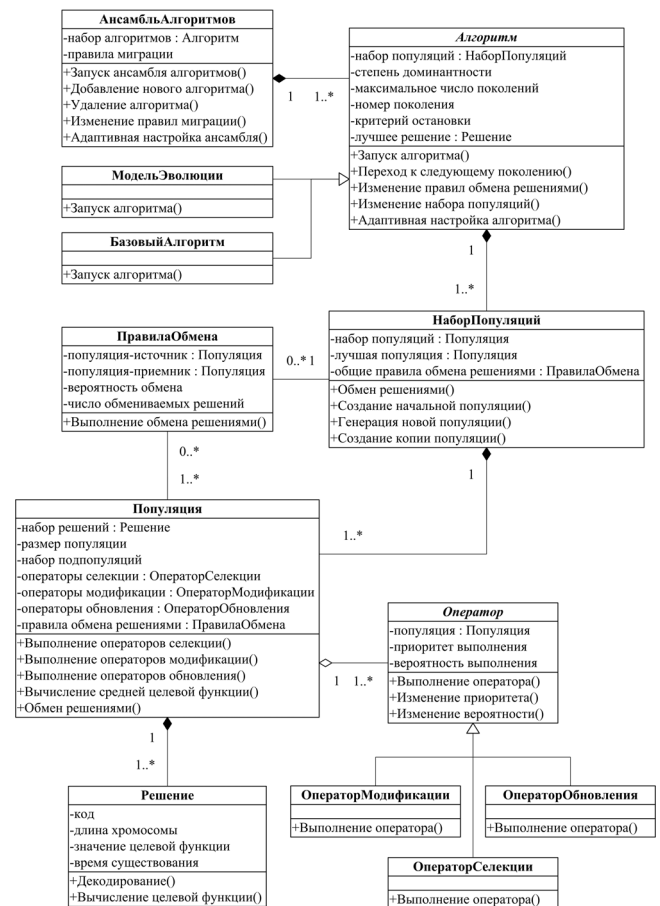 АнсамбльАлгоритмов
-набор алгоритмов : Алгоритм
-правила миграции
+Запуск ансамбля алгоритмов()
+Добавление нового алгоритма()
+Удаление алгоритма()
+Изменение правил миграции()
+Адаптивная настройка ансамбля()
1 1..*
Алгоритм
-набор популяций : НаборПопуляций
-степень доминантности
-максимальное число поколений
-номер поколения
-критерий остановки
-лучшее решение : Решение
+Запуск алгоритма()
+Переход к следующему поколению()
+Изменение правил обмена решениями()
+Изменение набора популяций()
+Адаптивная настройка алгоритма()
МодельЭволюции
+Запуск алгоритма()
БазовыйАлгоритм
+Запуск алгоритма()
1
1..*
ПравилаОбмена
-популяция-источник : Популяция
-популяция-приемник : Популяция
-вероятность обмена
-число обмениваемых решений
+Выполнение обмена решениями()
0..* 1
НаборПопуляций
-набор популяций : Популяция
-лучшая популяция : Популяция
-общие правила обмена решениями : ПравилаОбмена
+Обмен решениями()
+Создание начальной популяции()
+Генерация новой популяции()
+Создание копии популяции()
0..*
1..*
1
1..*
Популяция
-набор решений : Решение
-размер популяции
-набор подпопуляций
-операторы селекции : ОператорСелекции
-операторы модификации : ОператорМодификации
-операторы обновления : ОператорОбновления
-правила обмена решениями : ПравилаОбмена
+Выполнение операторов селекции()
+Выполнение операторов модификации()
+Выполнение операторов обновления()
+Вычисление средней целевой функции()
+Обмен решениями()
1 1..*
Оператор
-популяция : Популяция
-приоритет выполнения
-вероятность выполнения
+Выполнение оператора()
+Изменение приоритета()
+Изменение вероятности()
1
1..*
Решение
-код
-длина хромосомы
-значение целевой функции
-время существования
+Декодирование()
+Вычисление целевой функции()
ОператорМодификации
+Выполнение оператора()
ОператорОбновления
+Выполнение оператора()
ОператорСелекции
+Выполнение оператора()